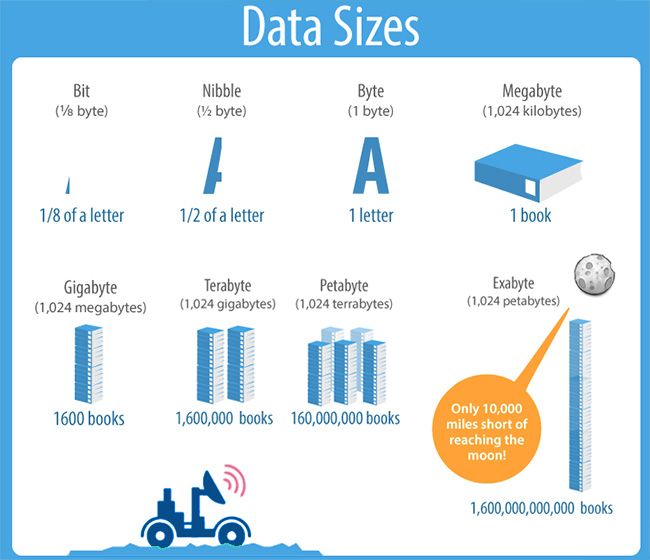 Data Sizes
Bit
(⅛ byte)
1/8 of a letter
Nibble
(½ byte)
1/2 of a letter
Byte
(1 byte)
A
1 letter
Megabyte
(1,024 kilobytes)
1 book
Gigabyte
(1,024 megabytes)
1600 books
Terabyte
(1,024 gigabytes)
1,600,000 books
Petabyte
(1,024 terrabytes)
160,000,000 books
Exabyte
(1,024 petabytes)
Only 10,000
miles short of
reaching the
moon!
1,600,000,000,000 books